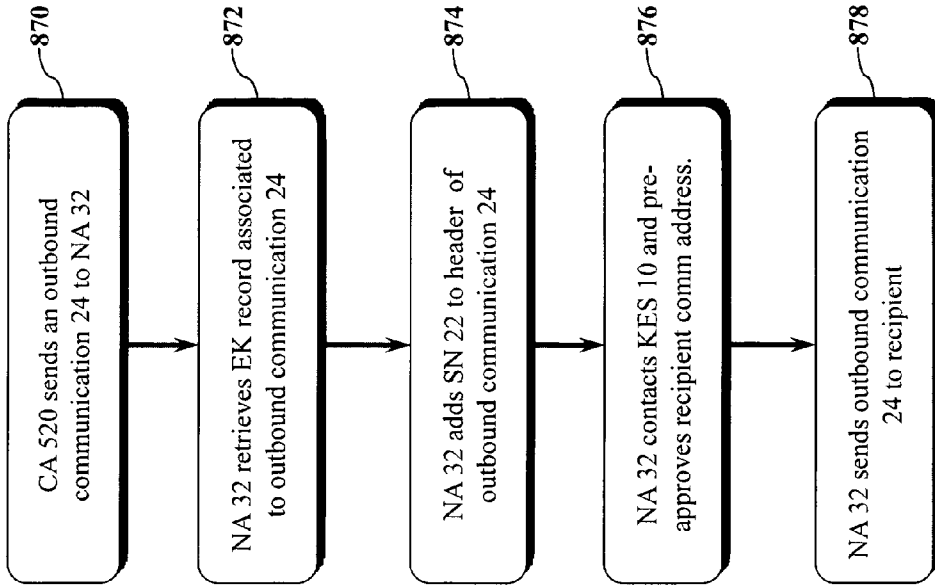 870
CA 520 sends an outbound
communication 24 to NA 32
872
NA 32 retrieves EK record associated
to outbound communication 24
874
NA 32 adds SN 22 to header of
outbound communication 24
876
NA 32 contacts KES 10 and pre-
approves recipient comm address.
878
NA 32 sends outbound communication
24 to recipient